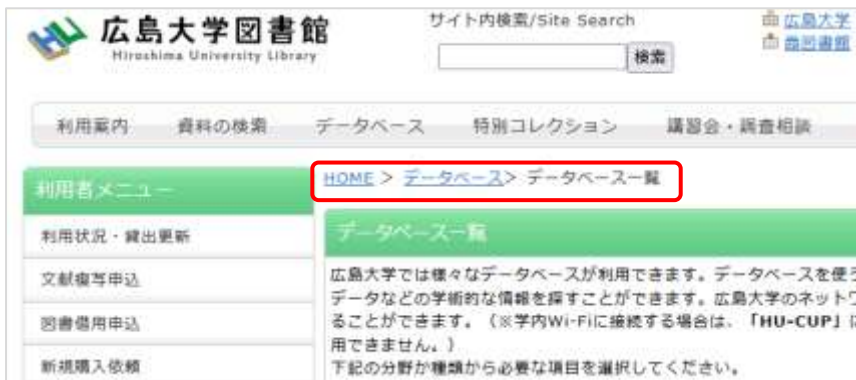 広島大学図書館
Hiroshima University Library
サイト内検索/Site Search
検索
広島大学
利用案内 資料の検索 データベース 特別コレクション 講習会・調査相談
HOME > データベース> データベース一覧
利用者メニュー
利用状況・貸出更新
文献複写申込
図書借用申込
新規購入依頼
データベース一覧
広島大学では様々なデータベースが利用できます。データベースを使う
データなどの学術的な情報を探すことができます。広島大学のネットワ
ることができます。（※学内Wi-Fiに接続する場合は、「HU-CUP」に
用できません。）
下記の分野か種類から必要な項目を選択してください。